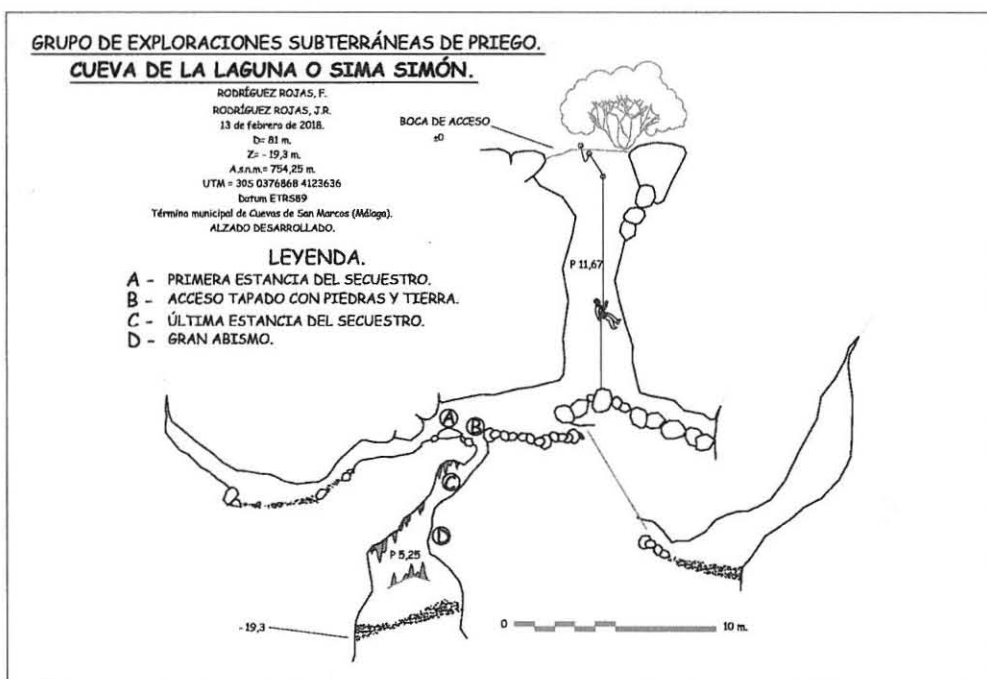 GRUPO DE EXPLORACIONES SUBTERRÁNEAS DE PRIEGO.
CUEVA DE LA LAGUNA O SIMA SIMÓN.
RODRÍGUEZ ROJAS, F.
RODRÍGUEZ ROJAS, J.R.
13 de febrero de 2018.
D= 81 m.
Z= - 19,3 m.
A.s.n.m.= 754,25 m.
UTM = 30S 0376868 4123636
Datum ETRS89
Término municipal de Cuevas de San Marcos (Málaga).
ALZADO DESARROLLADO.
BOCA DE ACCESO
±0
LEYENDA.
A - PRIMERA ESTANCIA DEL SECUESTRO.
B - ACCESO TAPADO CON PIEDRAS Y TIERRA.
C - ÚLTIMA ESTANCIA DEL SECUESTRO.
D - GRAN ABISMO.
P 11,67
A
B
C
D
P 5,25
- 19,3
0 10 m.